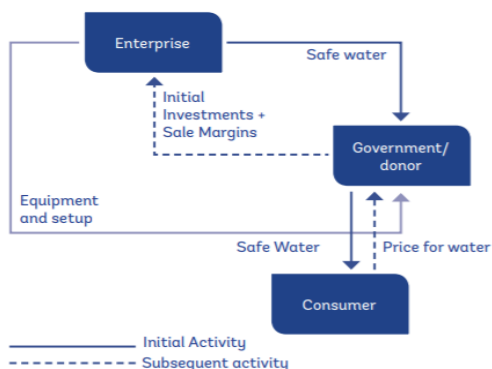 Enterprise
Safe water
Initial
Investments +
Sale Margins
Government/
donor
Equipment
and setup
Safe Water
Price for water
Consumer
Initial Activity
Subsequent activity